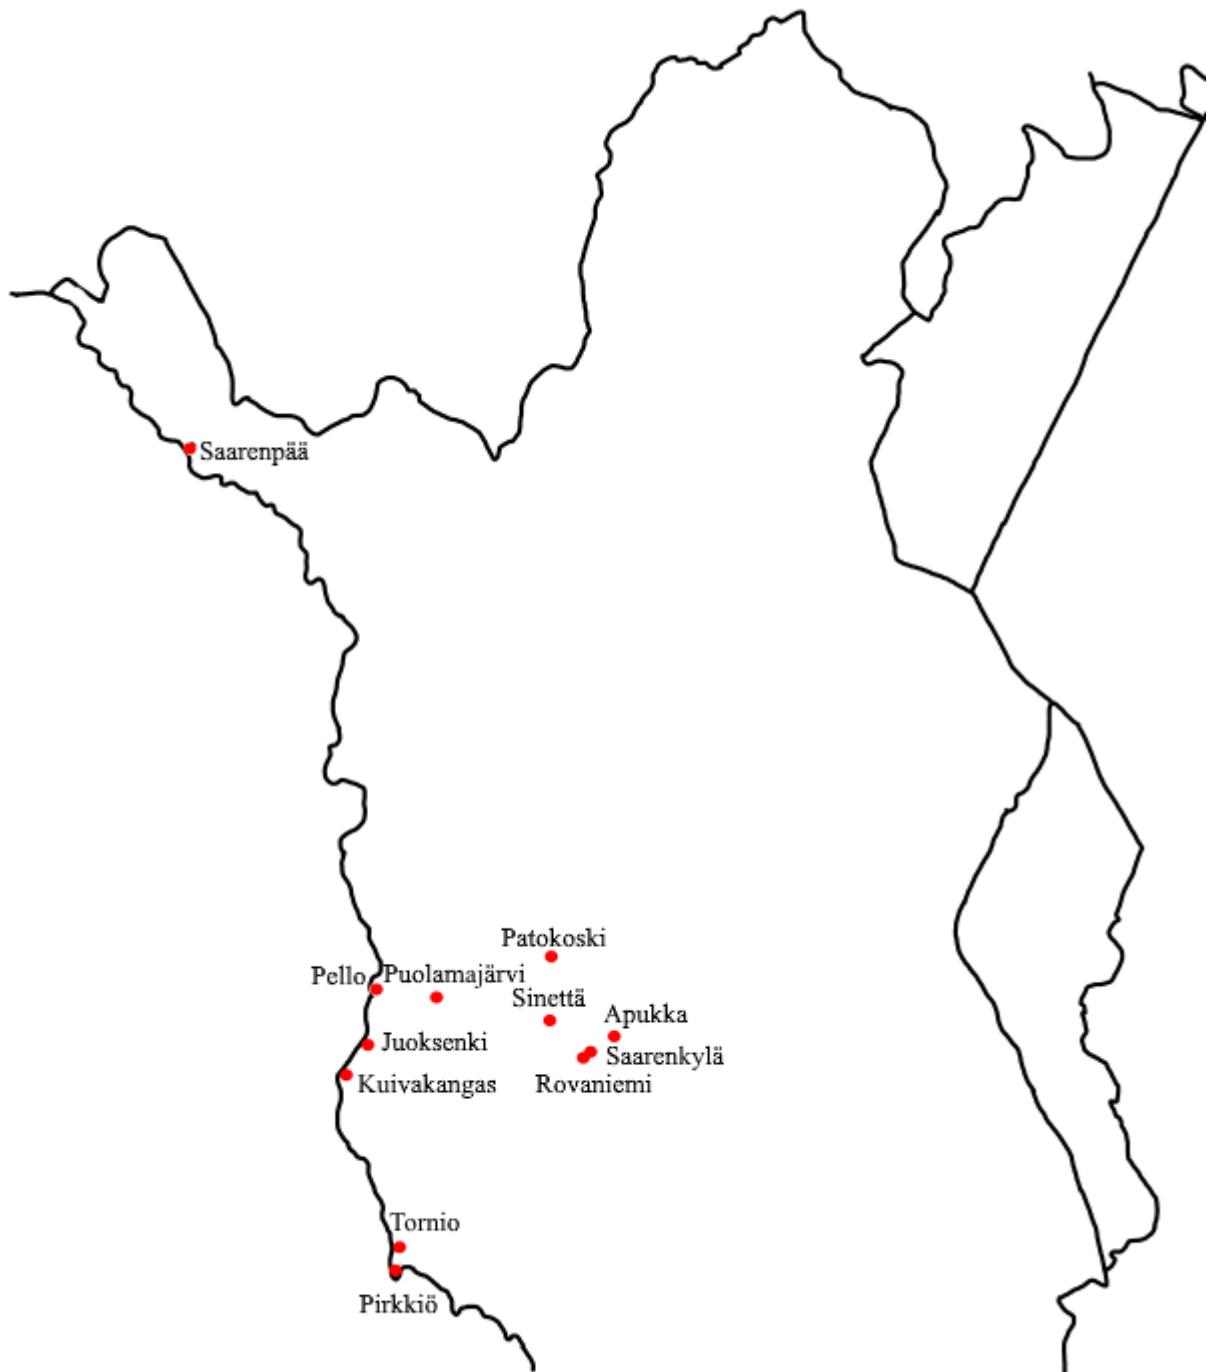 Saarenpää
Patokoski
Pello
Puolamajärvi
Sinettä
Apukka
Juoksenki
Saarenkylä
Kuivakangas
Rovaniemi
Tornio
Pirkkiö